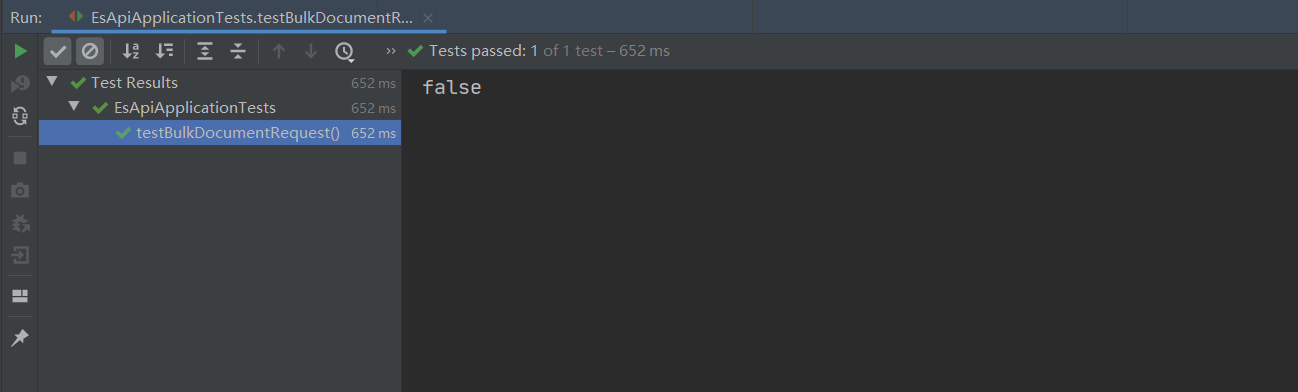 Run: EsApiApplicationTests.testBulkDocumentR...
Tests passed: 1 of 1 test – 652 ms
Test Results 652 ms
EsApiApplicationTests 652 ms
testBulkDocumentRequest() 652 ms
false